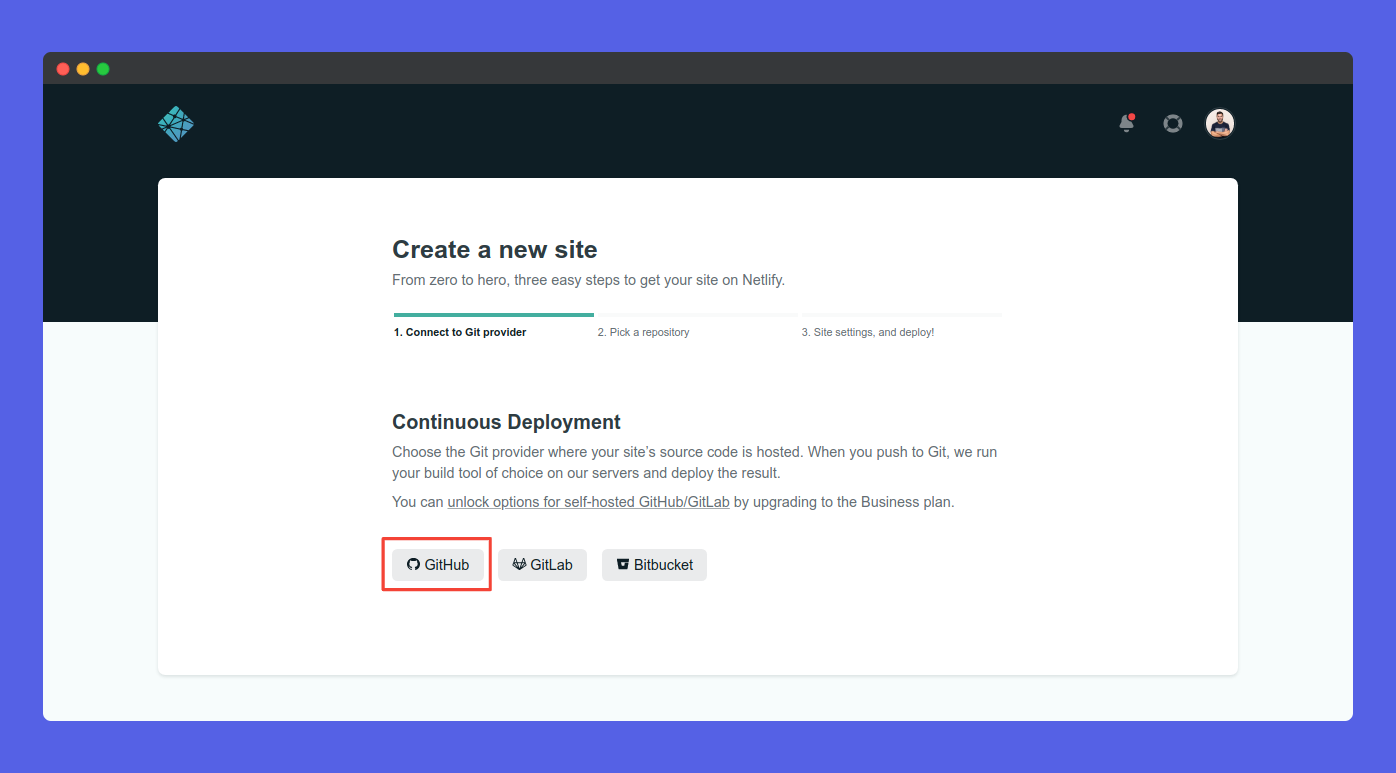 Create a new site
From zero to hero, three easy steps to get your site on Netlify.
1. Connect to Git provider
2. Pick a repository
3. Site settings, and deploy!
Continuous Deployment
Choose the Git provider where your site’s source code is hosted. When you push to Git, we run
your build tool of choice on our servers and deploy the result.
You can unlock options for self-hosted GitHub/GitLab by upgrading to the Business plan.
GitHub
GitLab
Bitbucket